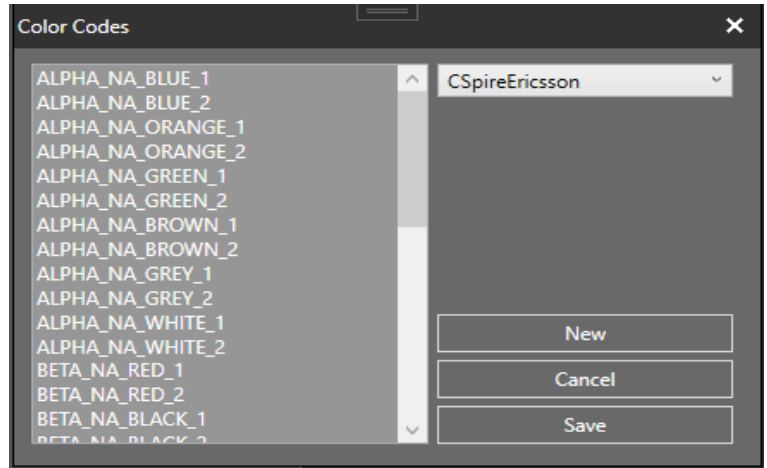 Color Codes
ALPHA_NA_BLUE_1
ALPHA_NA_BLUE_2
ALPHA_NA_ORANGE_1
ALPHA_NA_ORANGE_2
ALPHA_NA_GREEN_1
ALPHA_NA_GREEN_2
ALPHA_NA_BROWN_1
ALPHA_NA_BROWN_2
ALPHA_NA_GREY_1
ALPHA_NA_GREY_2
ALPHA_NA_WHITE_1
ALPHA_NA_WHITE_2
BETA_NA_RED_1
BETA_NA_RED_2
BETA_NA_BLACK_1
BETA_NA_BLACK_2
CSpireEricsson
New
Cancel
Save